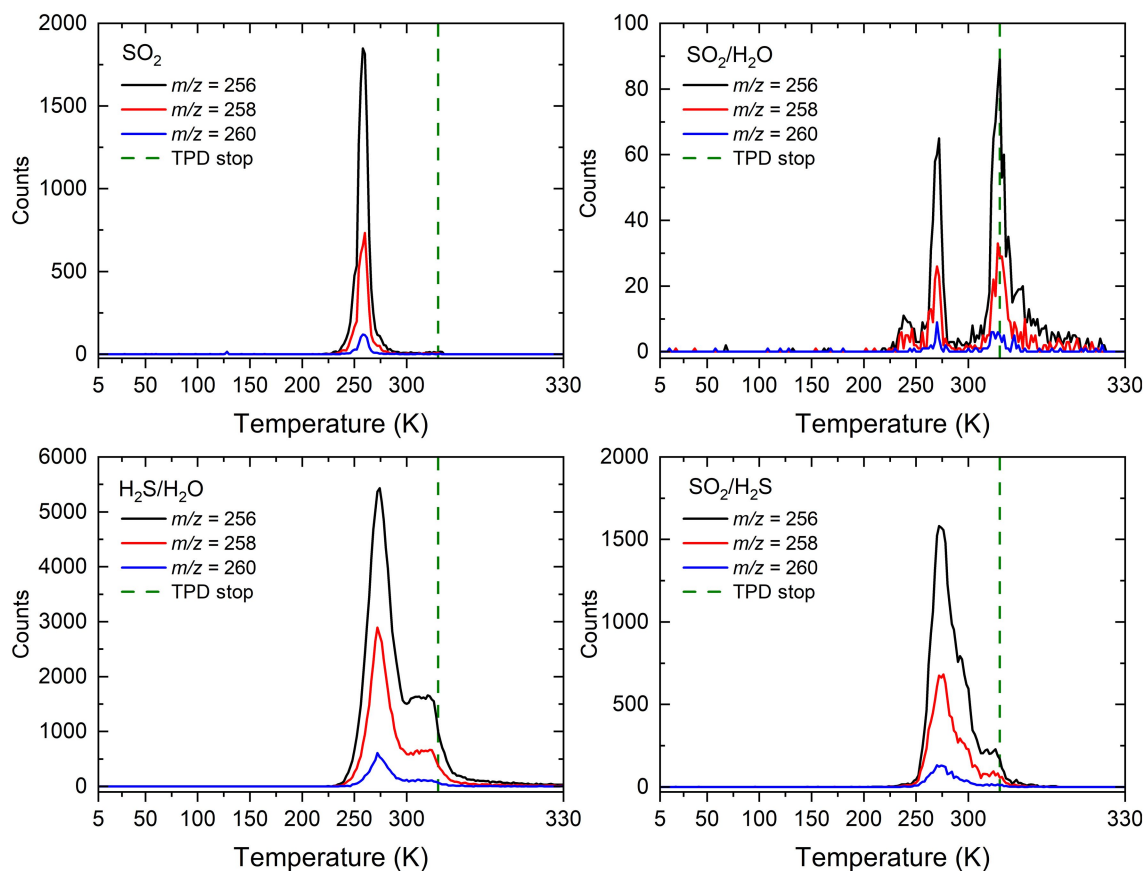 SO2
m/z = 256
m/z = 258
m/z = 260
TPD stop
Counts
2000
1500
1000
500
0
5 50 100 150 200 250 300 330
Temperature (K)
SO2/H2O
m/z = 256
m/z = 258
m/z = 260
TPD stop
Counts
100
80
60
40
20
0
5 50 100 150 200 250 300 330
Temperature (K)
H2S/H2O
m/z = 256
m/z = 258
m/z = 260
TPD stop
Counts
6000
5000
4000
3000
2000
1000
0
5 50 100 150 200 250 300 330
Temperature (K)
SO2/H2S
m/z = 256
m/z = 258
m/z = 260
TPD stop
Counts
2000
1500
1000
500
0
5 50 100 150 200 250 300 330
Temperature (K)